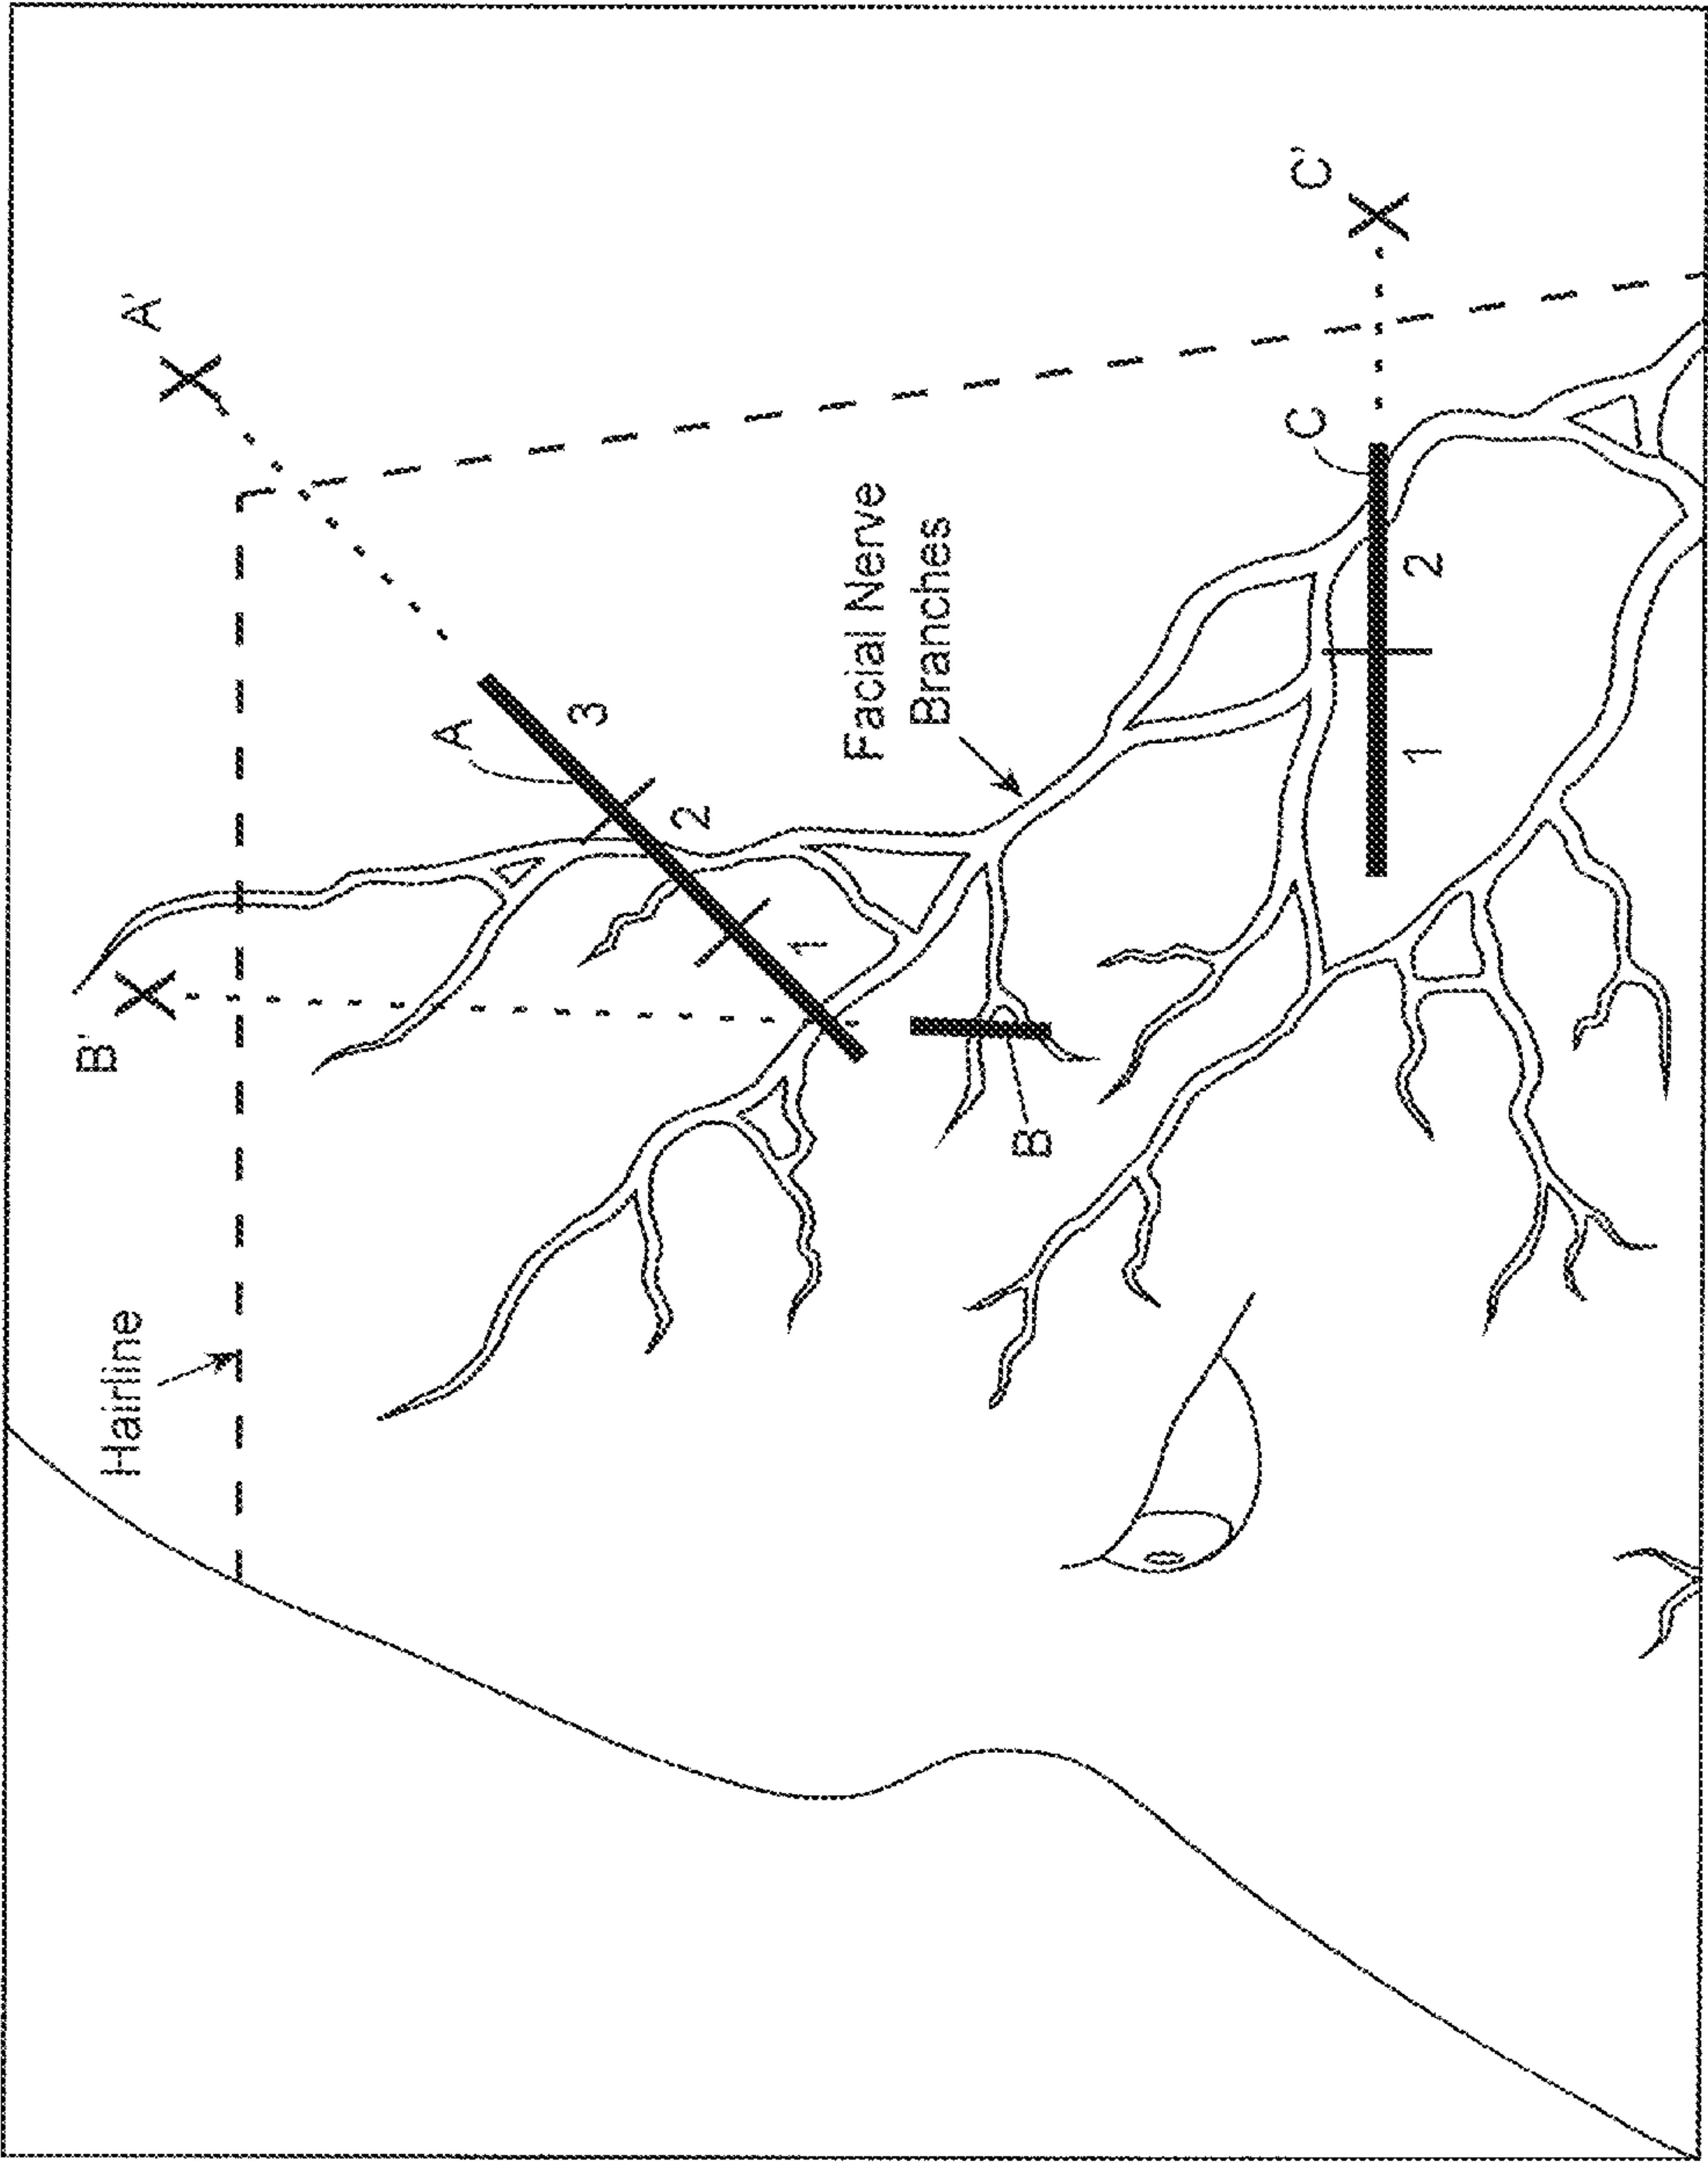 Hairline
B'
A'
A
3
2
1
Facial Nerve
Branches
B
C
C'
1
2